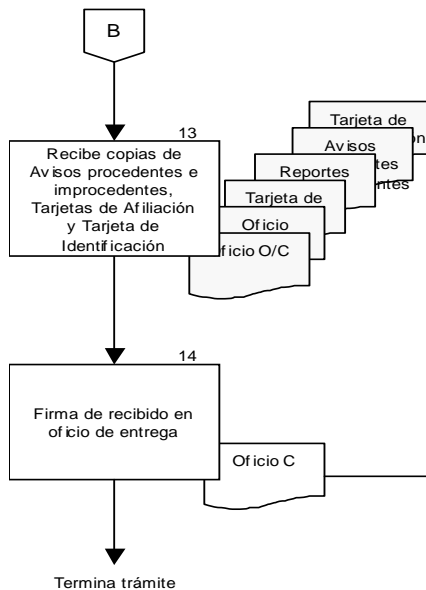 B
13
Recibe copias de
Avisos procedentes e
improcedentes,
Tarjetas de Afiliación
y Tarjeta de
Identificación
Tarjeta de
Avisos
Reportes
Tarjeta de
Oficio
ficio O/C
14
Firma de recibido en
oficio de entrega
Oficio C
Termina trámite